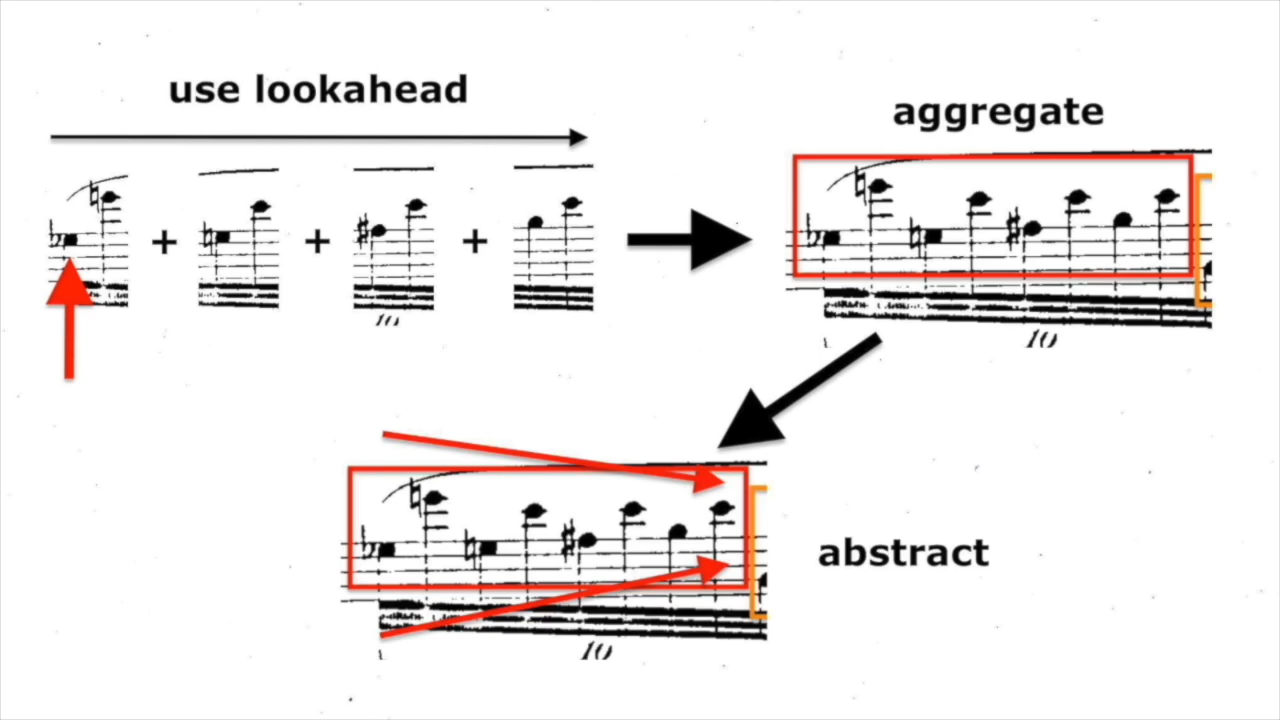 use lookahead
aggregate
+ + +
10
10
abstract
10